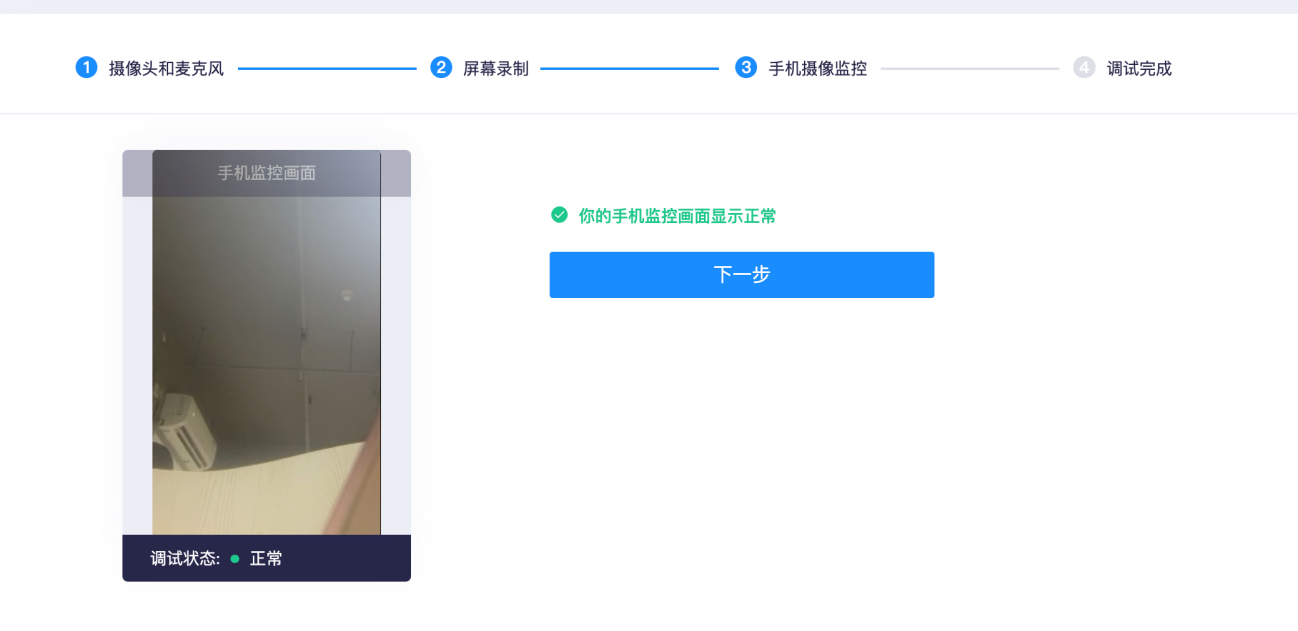 1 摄像头和麦克风
2 屏幕录制
3 手机摄像监控
4 调试完成
手机监控画面
你的手机监控画面显示正常
下一步
调试状态: 正常